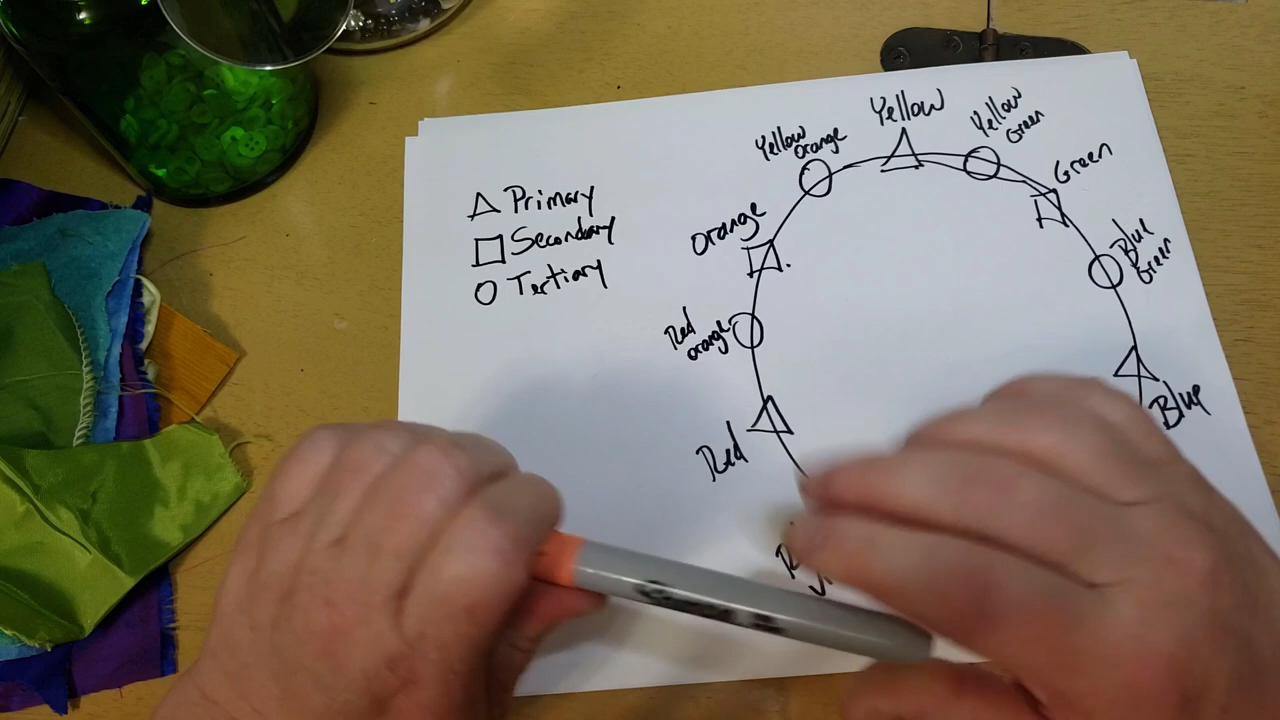 Primary
Secondary
Tertiary
Yellow
Yellow
Green
Yellow
Orange
Green
Orange
Blue
Green
Red
Orange
Blue
Red